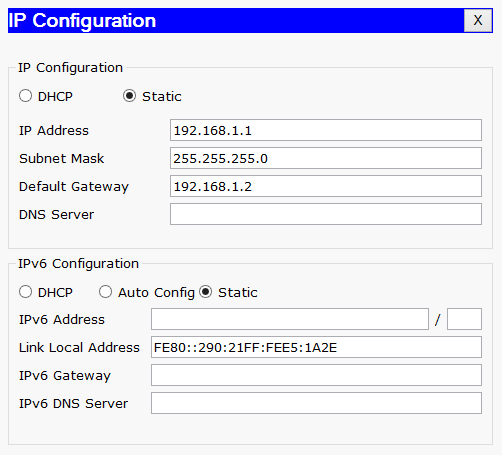 IP Configuration X
IP Configuration
DHCP Static
IP Address 192.168.1.1
Subnet Mask 255.255.255.0
Default Gateway 192.168.1.2
DNS Server
IPv6 Configuration
DHCP Auto Config Static
IPv6 Address /
Link Local Address FE80::290:21FF:FEE5:1A2E
IPv6 Gateway
IPv6 DNS Server